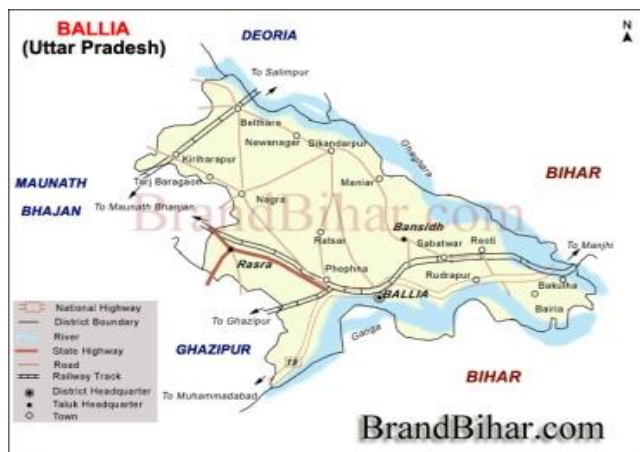 BALLIA
(Uttar Pradesh)
DEORIA
N
To Salimpur
Belthara
Newanagar
Sikandarpur
Ghaghara
Kiriharapur
BIHAR
MAUNATH
BHAJAN
Tarj Baragaon
Maniar
To Maunath Bhanjan
Nagra
BrandBihar.com
Ratsar
Bansidh
Rasra
Sabatwar
Reoti
To Manjhi
Phephna
Rudrapur
BALLIA
Bakulha
Bairia
To Ghazipur
Ganga
GHAZIPUR
19
BIHAR
To Muhammadabad
National Highway
District Boundary
River
State Highway
Road
Railway Track
District Headquarter
Taluk Headquarter
Town
BrandBihar.com